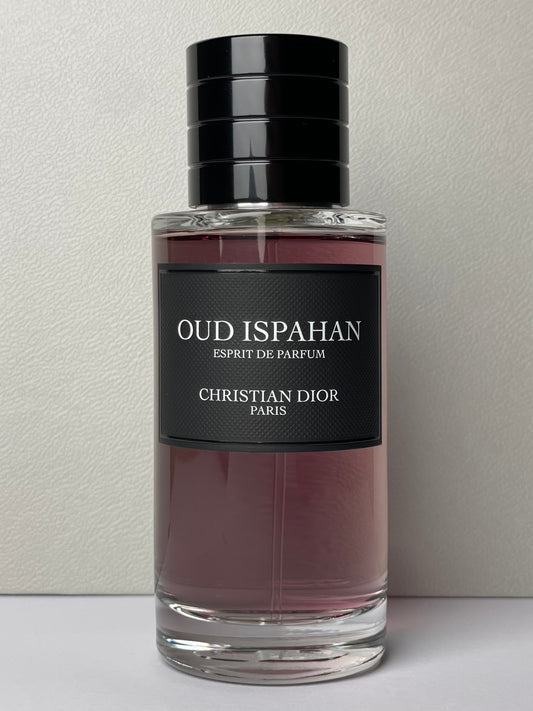 OUD ISPAHAN
ESPRIT DE PARFUM
CHRISTIAN DIOR
PARIS